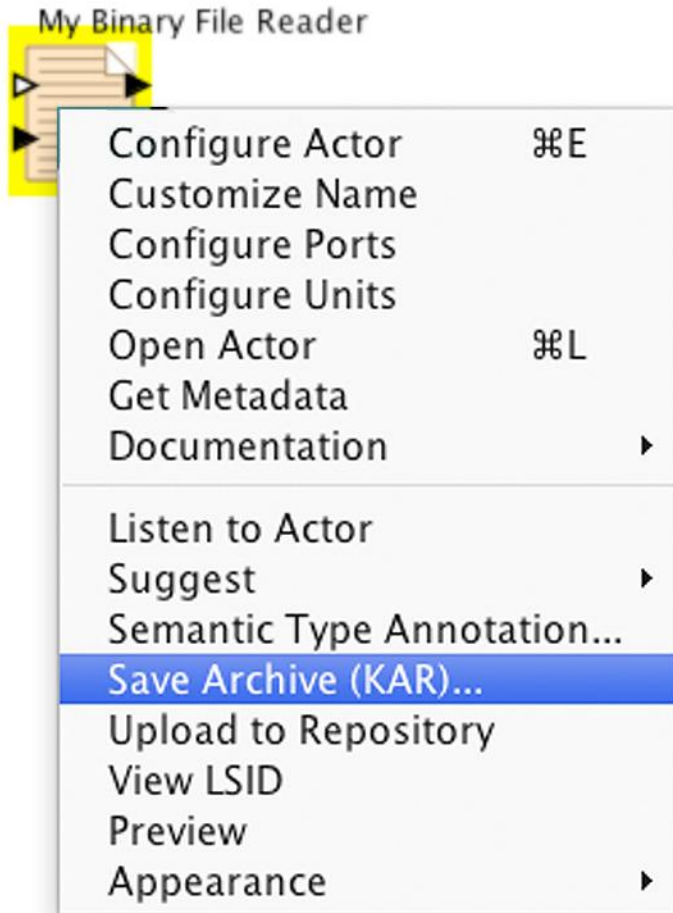 My Binary File Reader
Configure Actor ⌘E
Customize Name
Configure Ports
Configure Units
Open Actor ⌘L
Get Metadata
Documentation
Listen to Actor
Suggest
Semantic Type Annotation...
Save Archive (KAR)...
Upload to Repository
View LSID
Preview
Appearance